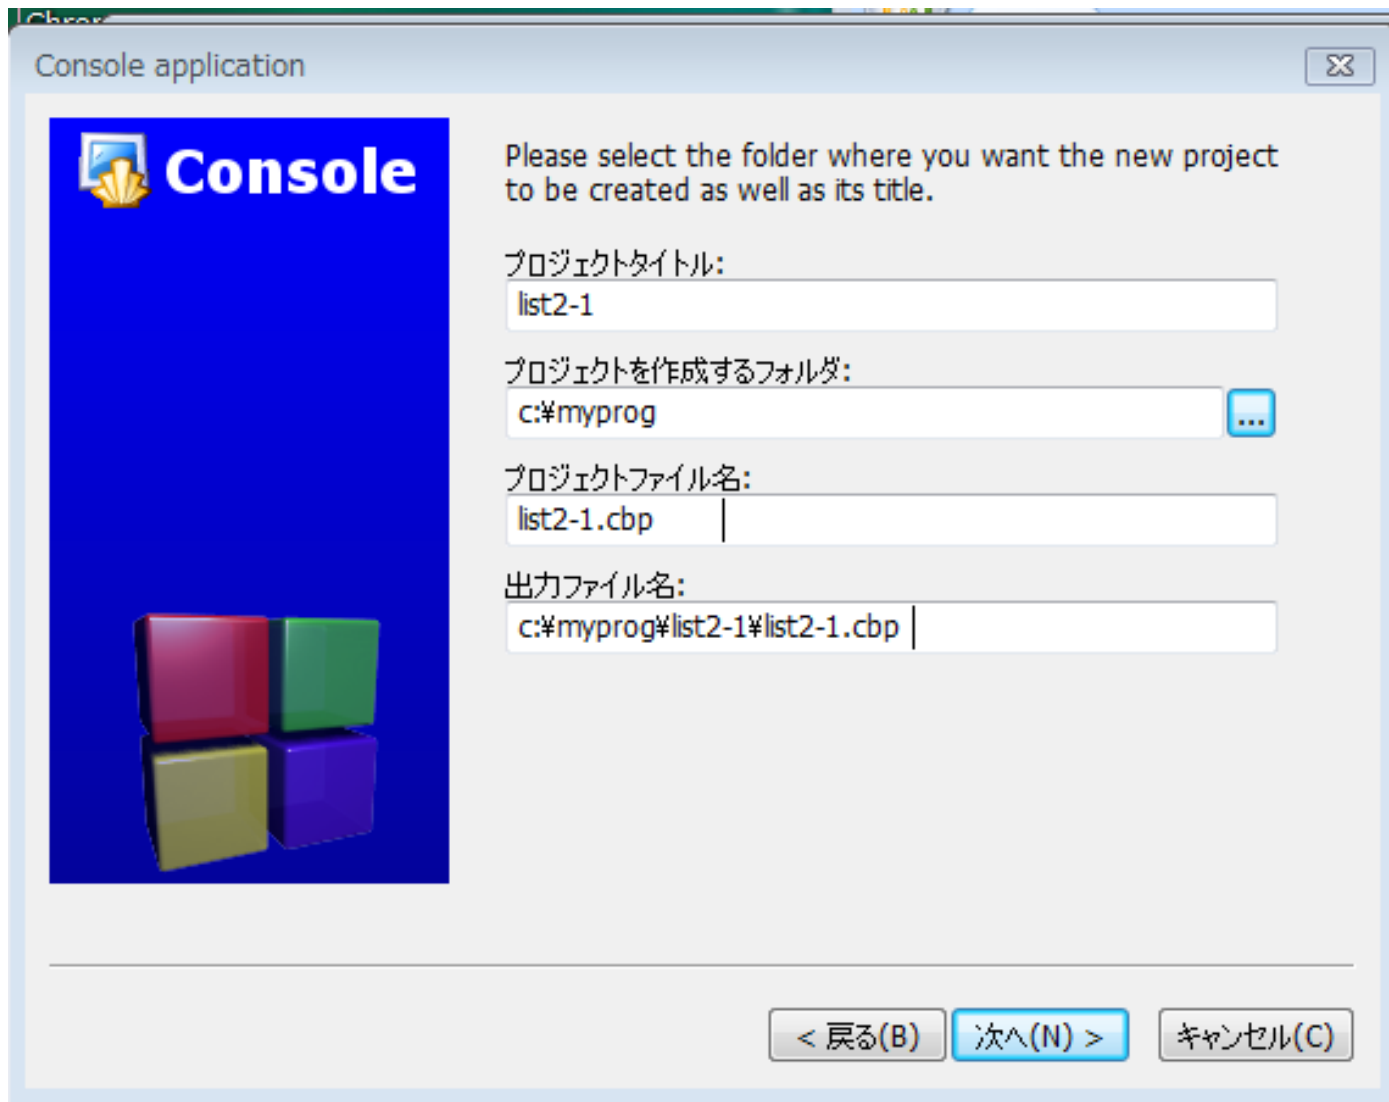 Console application
Console
Please select the folder where you want the new project
to be created as well as its title.
プロジェクトタイトル:
list2-1
プロジェクトを作成するフォルダ:
c:¥myprog
...
プロジェクトファイル名:
list2-1.cbp
出力ファイル名:
c:¥myprog¥list2-1¥list2-1.cbp
< 戻る(B)
次へ(N) >
キャンセル(C)